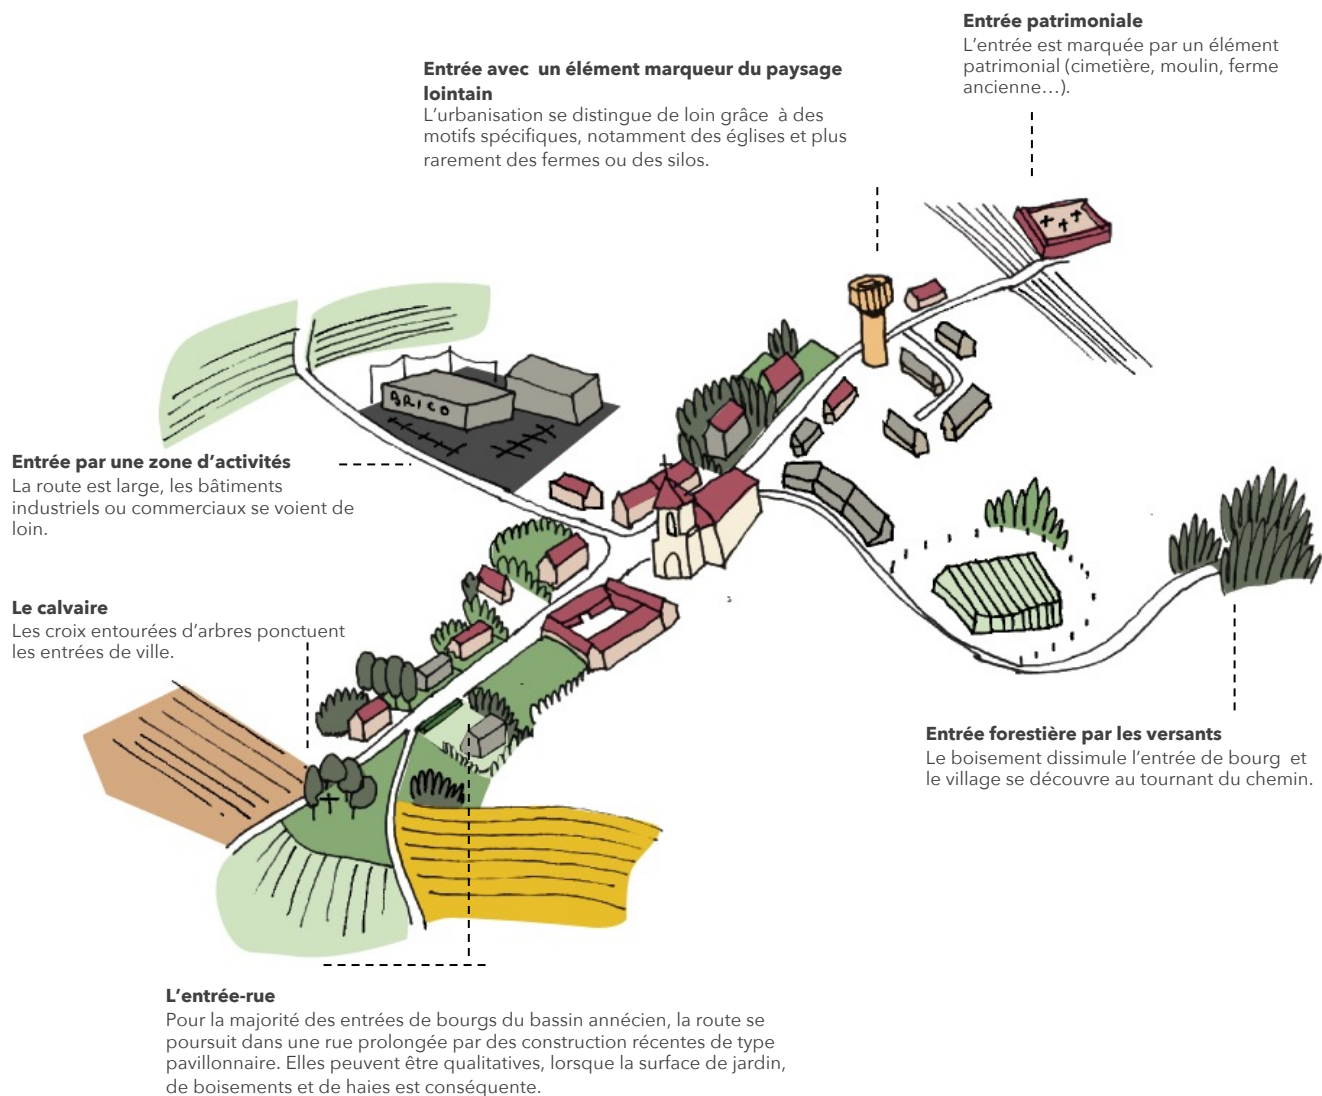 Entrée patrimoniale
L'entrée est marquée par un élément
patrimonial (cimetière, moulin, ferme
ancienne…).
Entrée avec un élément marqueur du paysage
lointain
L'urbanisation se distingue de loin grâce à des
motifs spécifiques, notamment des églises et plus
rarement des fermes ou des silos.
BRICO
Entrée par une zone d'activités
La route est large, les bâtiments
industriels ou commerciaux se voient de
loin.
Le calvaire
Les croix entourées d'arbres ponctuent
les entrées de ville.
Entrée forestière par les versants
Le boisement dissimule l'entrée de bourg et
le village se découvre au tournant du chemin.
L'entrée-rue
Pour la majorité des entrées de bourgs du bassin annécien, la route se
poursuit dans une rue prolongée par des construction récentes de type
pavillonnaire. Elles peuvent être qualitatives, lorsque la surface de jardin,
de boisements et de haies est conséquente.